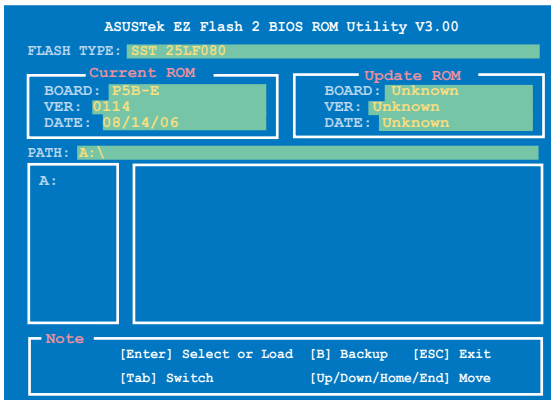 ASUSTek EZ Flash 2 BIOS ROM Utility V3.00
FLASH TYPE: SST 25LF080
Current ROM
BOARD: P5B-E
VER: 0114
DATE: 08/14/06
Update ROM
BOARD: Unknown
VER: Unknown
DATE: Unknown
PATH: A:\
A:
Note
[Enter] Select or Load [B] Backup [ESC] Exit
[Tab] Switch [Up/Down/Home/End] Move